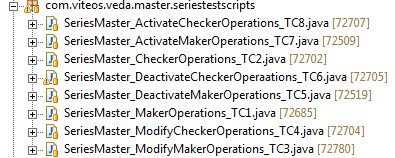 com.viteos.veda.master.seriestestscripts
SeriesMaster_ActivateCheckerOperations_TC8.java [72707]
SeriesMaster_ActivateMakerOperations_TC7.java [72509]
SeriesMaster_CheckerOperations_TC2.java [72702]
SeriesMaster_DeactivateCheckerOperaations_TC6.java [72705]
SeriesMaster_DeactivateMakerOperations_TC5.java [72519]
SeriesMaster_MakerOperations_TC1.java [72685]
SeriesMaster_ModifyCheckerOperations_TC4.java [72704]
SeriesMaster_ModifyMakerOperations_TC3.java [72780]